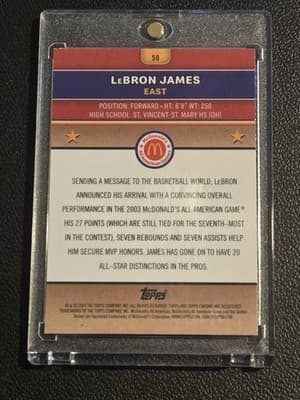 50
LEBRON JAMES
EAST
POSITION: FORWARD • HT: 6'9" WT: 250
HIGH SCHOOL: ST. VINCENT-ST. MARY HS (OH)
SENDING A MESSAGE TO THE BASKETBALL WORLD, LEBRON
ANNOUNCED HIS ARRIVAL WITH A CONVINCING OVERALL
PERFORMANCE IN THE 2003 MCDONALD'S ALL AMERICAN GAME®
HIS 27 POINTS (WHICH ARE STILL TIED FOR THE SEVENTH-MOST
IN THE CONTEST), SEVEN REBOUNDS AND SEVEN ASSISTS HELP
HIM SECURE MVP HONORS. JAMES HAS GONE ON TO HAVE 20
ALL-STAR DISTINCTIONS IN THE PROS.
Topps